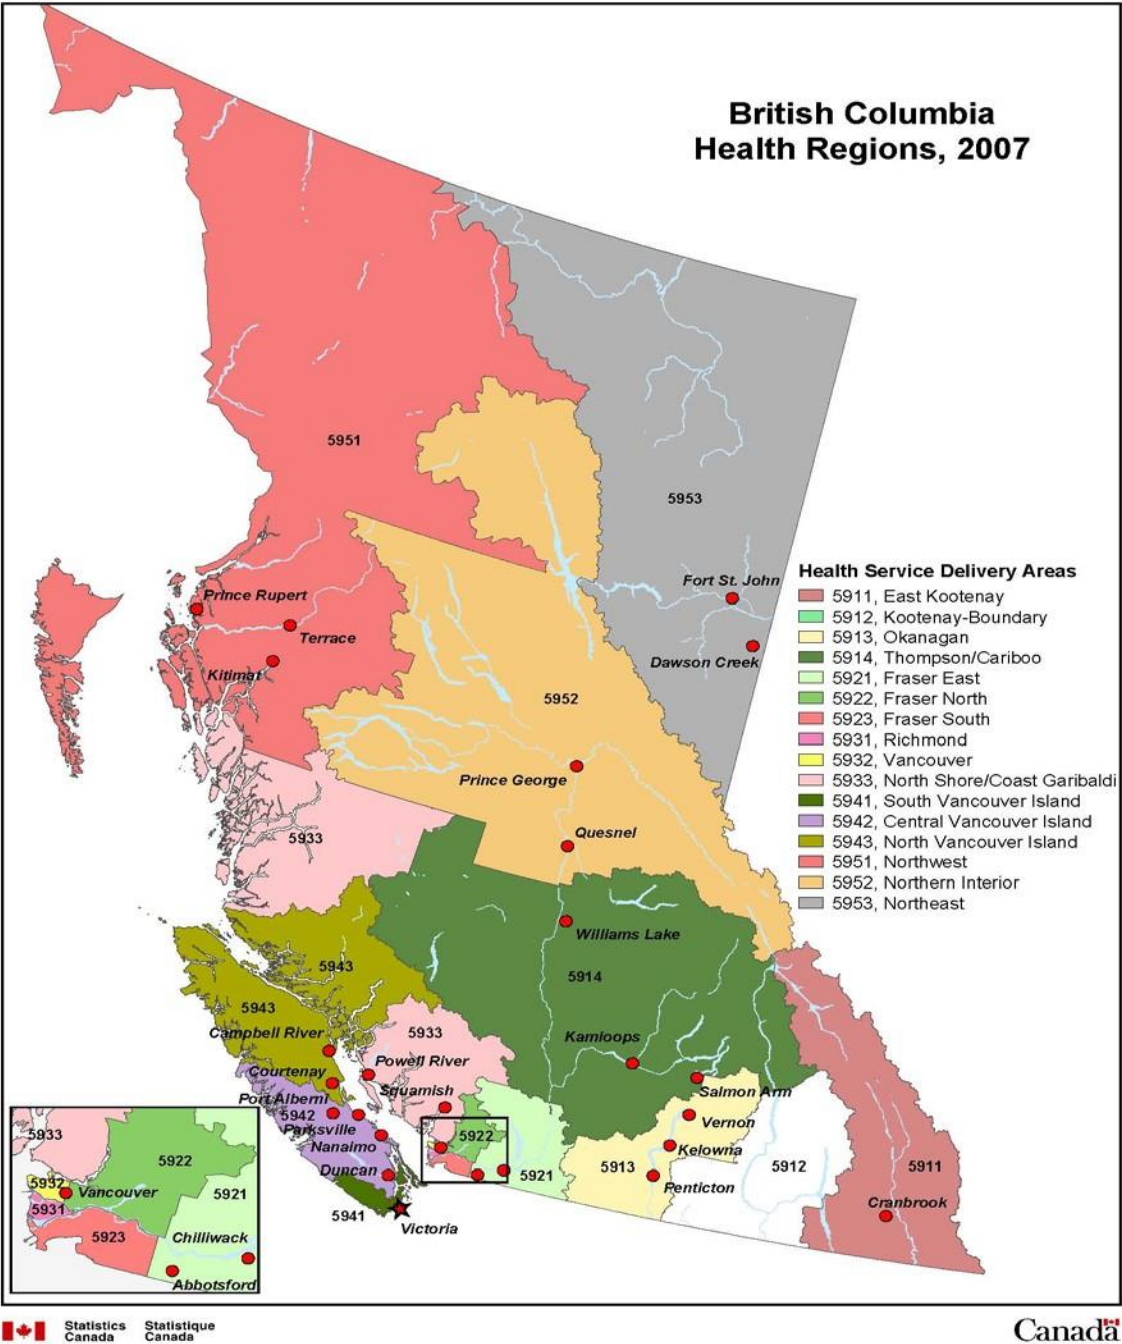 British Columbia
Health Regions, 2007
5951
5953
Fort St. John
Prince Rupert
Terrace
Dawson Creek
Kitimat
5952
Prince George
Quesnel
5933
Williams Lake
5943
5914
5943
Campbell River
5933
Kamloops
Powell River
Courtenay
Squamish
Salmon Arm
Port Alberni
5942
Vernon
Parksville
5922
Nanaimo
Kelowna
Duncan
5921
5913
5912
5911
Penticton
Cranbrook
5941
Victoria
Health Service Delivery Areas
5911, East Kootenay
5912, Kootenay-Boundary
5913, Okanagan
5914, Thompson/Cariboo
5921, Fraser East
5922, Fraser North
5923, Fraser South
5931, Richmond
5932, Vancouver
5933, North Shore/Coast Garibaldi
5941, South Vancouver Island
5942, Central Vancouver Island
5943, North Vancouver Island
5951, Northwest
5952, Northern Interior
5953, Northeast
5933
5922
5932
Vancouver
5921
5931
5923
Chilliwack
Abbotsford
Statistics Statistique
Canada Canada
Canada